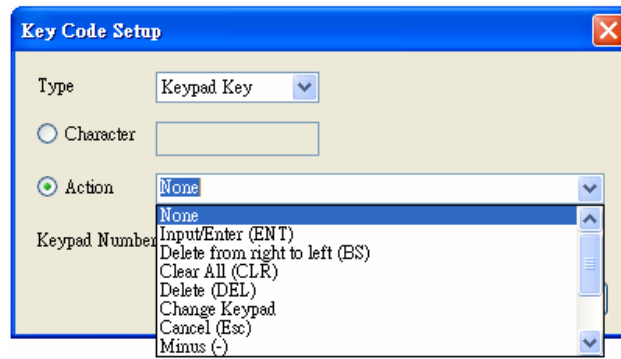 Key Code Setup
Type Keypad Key
Character
Action None
None
Keypad Number Input/Enter (ENT)
Delete from right to left (BS)
Clear All (CLR)
Delete (DEL)
Change Keypad
Cancel (Esc)
Minus (-)